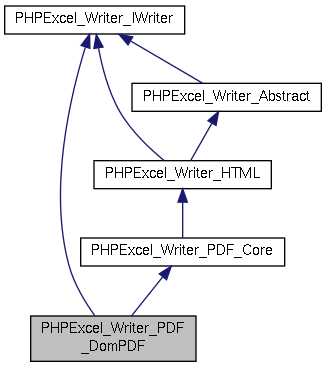 PHPExcel_Writer_IWriter
PHPExcel_Writer_Abstract
PHPExcel_Writer_HTML
PHPExcel_Writer_PDF_Core
PHPExcel_Writer_PDF
_DomPDF